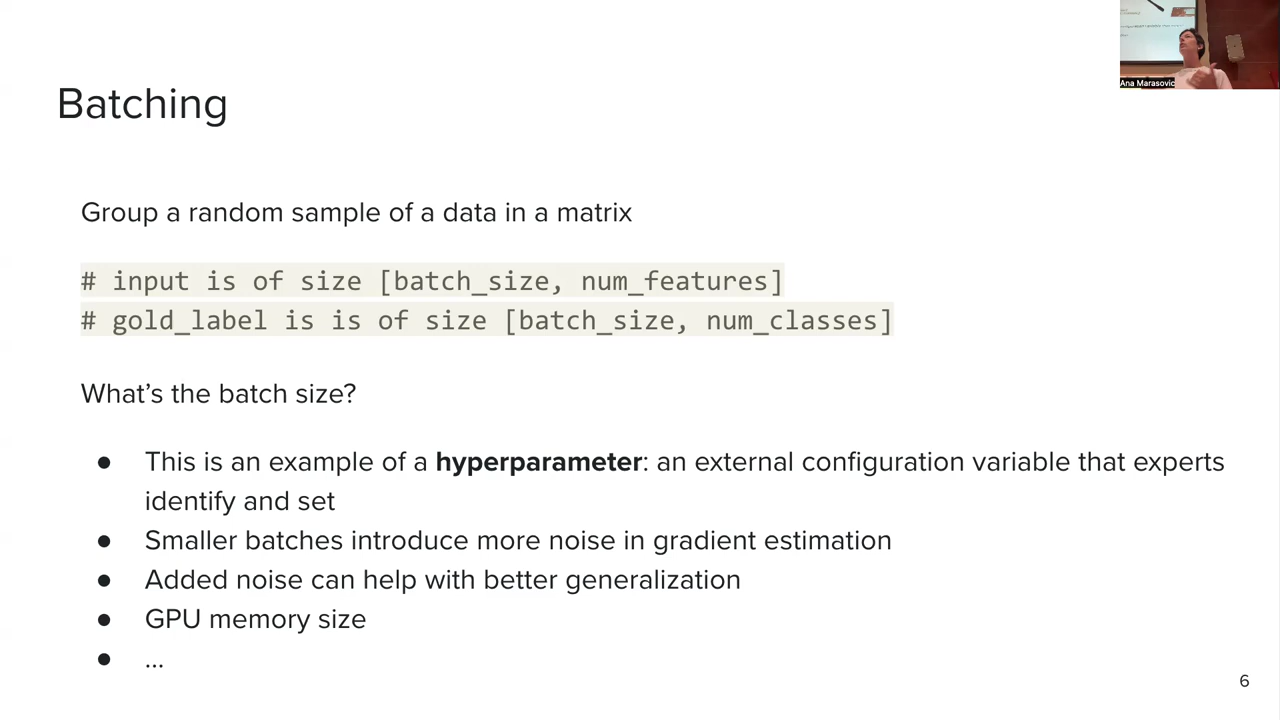 Ana Marasovic
Batching
Group a random sample of a data in a matrix
# input is of size [batch_size, num_features]
# gold_label is is of size [batch_size, num_classes]
What’s the batch size?
● This is an example of a hyperparameter: an external configuration variable that experts
identify and set
● Smaller batches introduce more noise in gradient estimation
● Added noise can help with better generalization
● GPU memory size
● ...
6